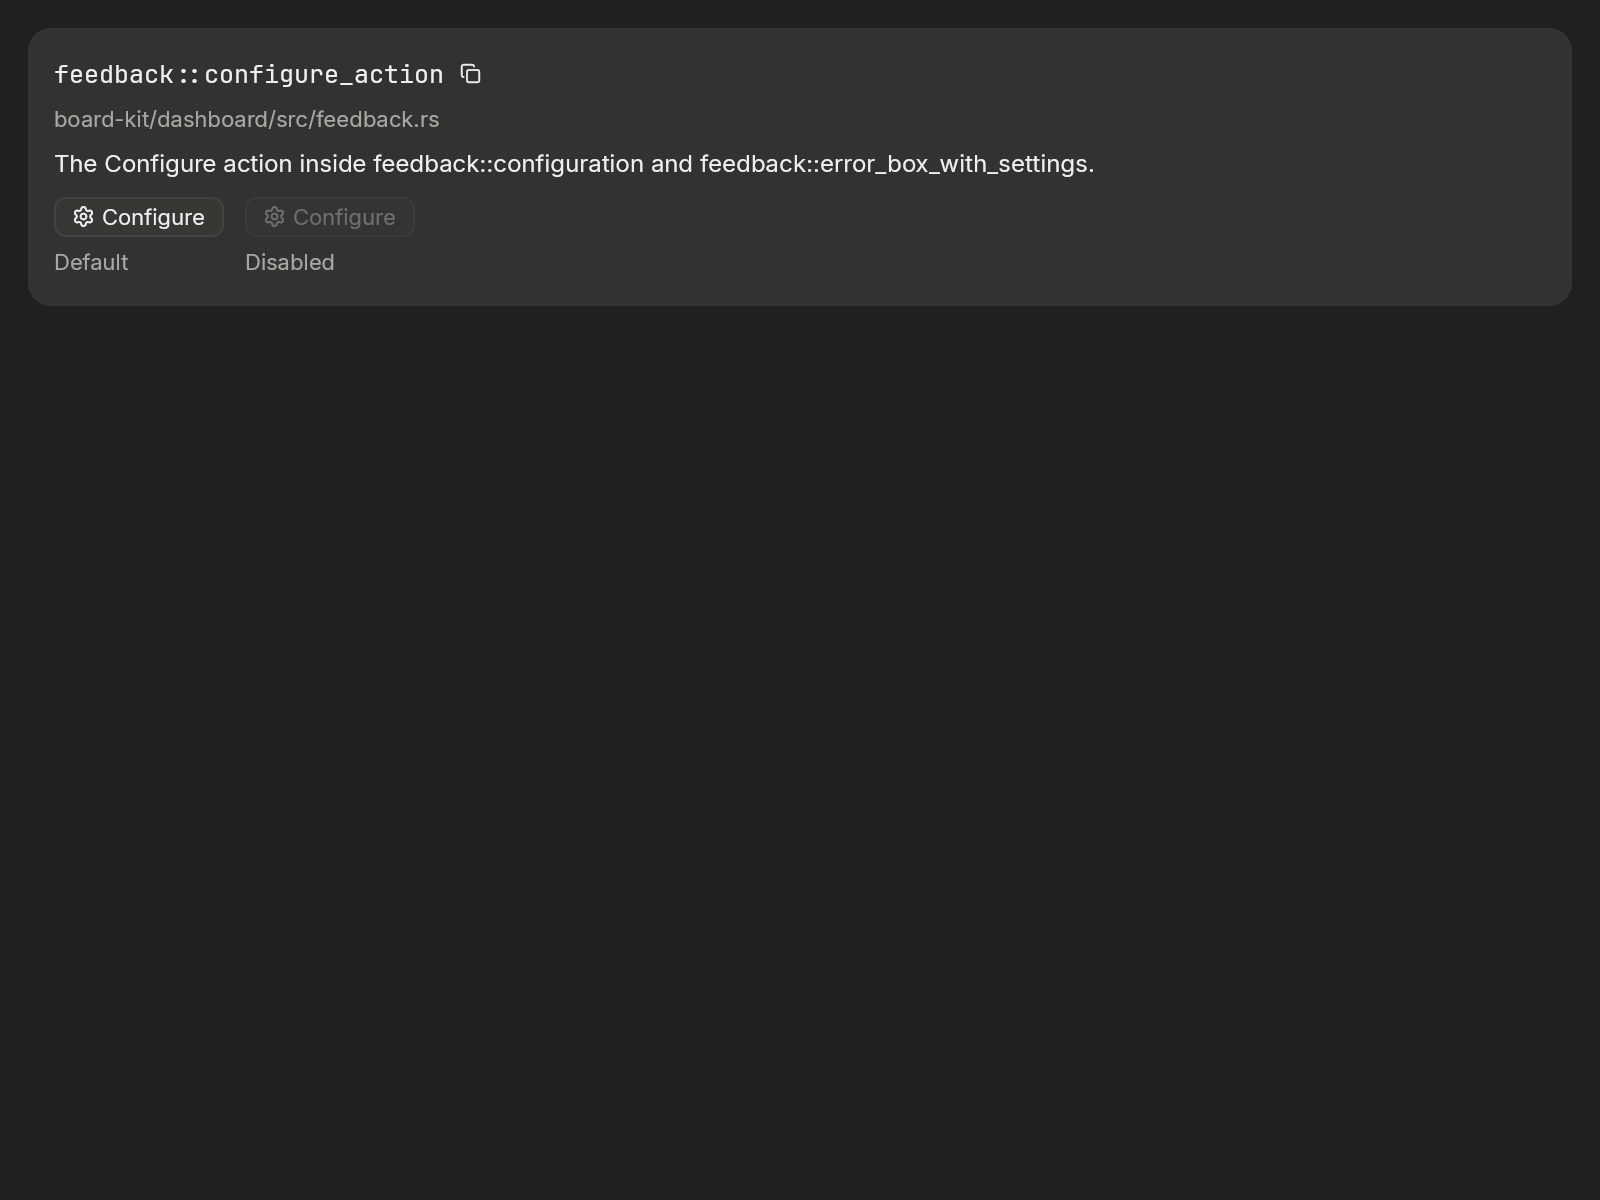 feedback::configure_action
board-kit/dashboard/src/feedback.rs
The Configure action inside feedback::configuration and feedback::error_box_with_settings.
Configure Configure
Default Disabled